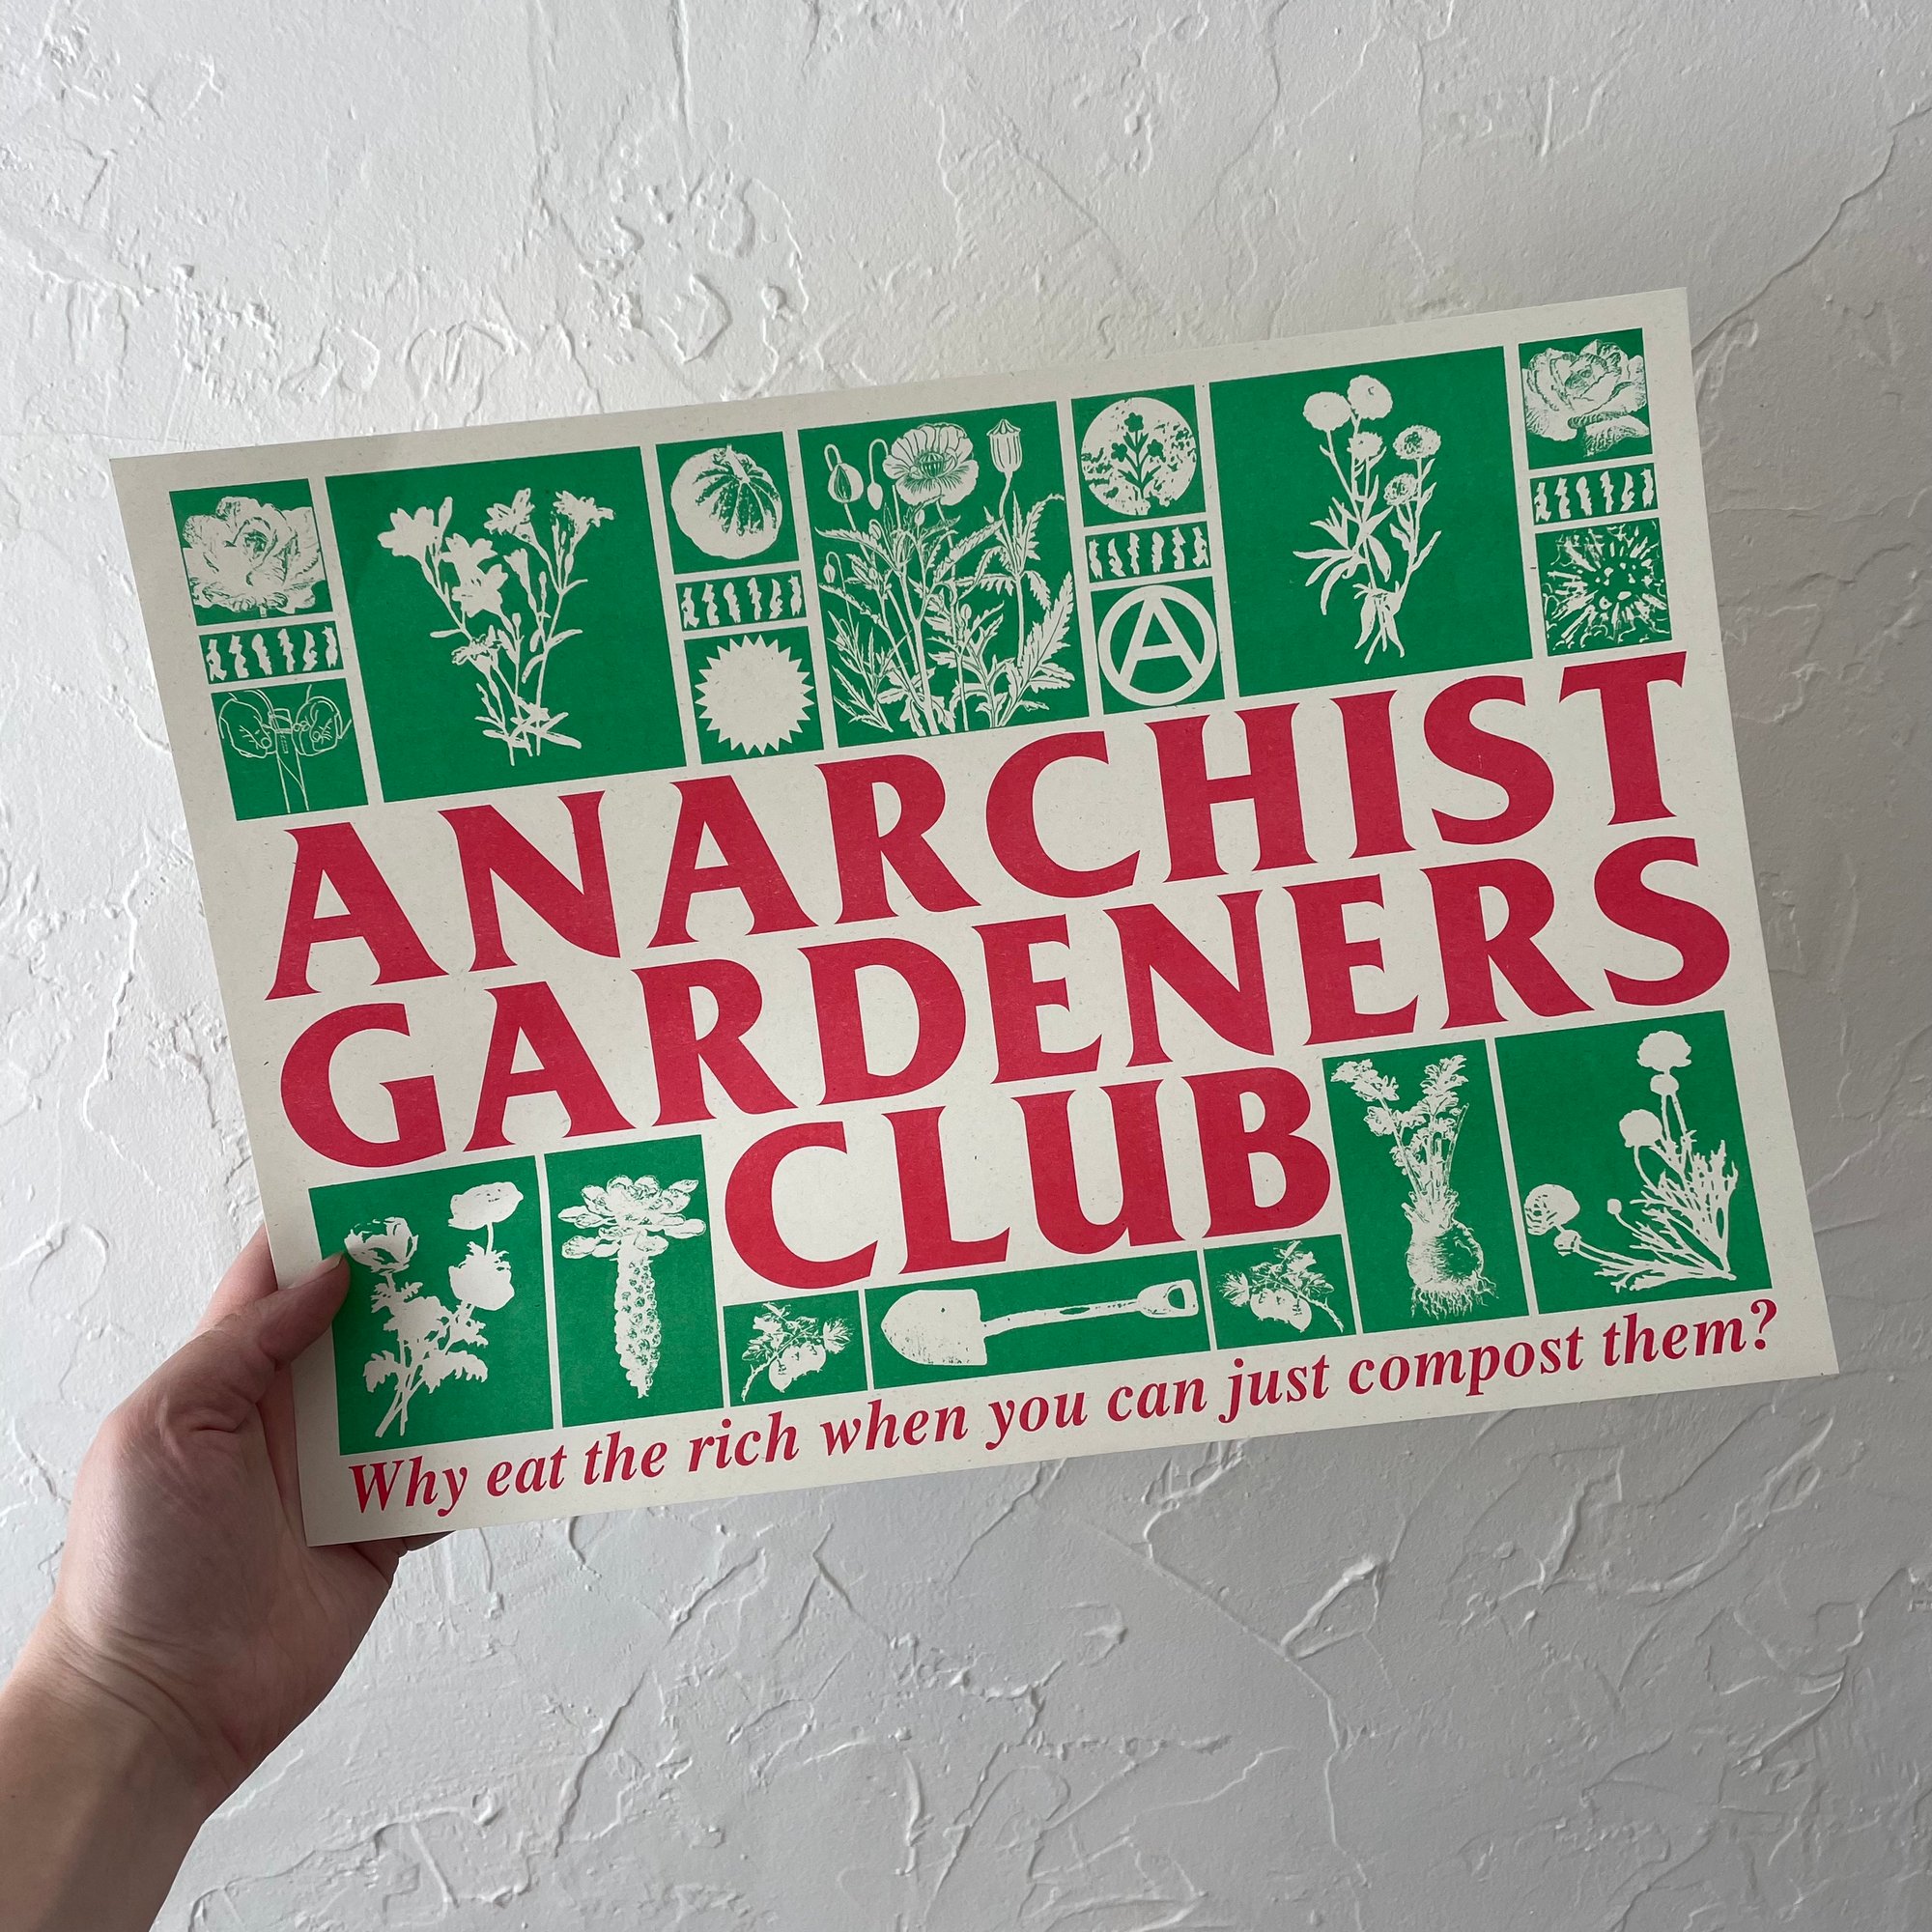 A
ANARCHIST
GARDENERS
CLUB
Why eat the rich when you can just compost them?